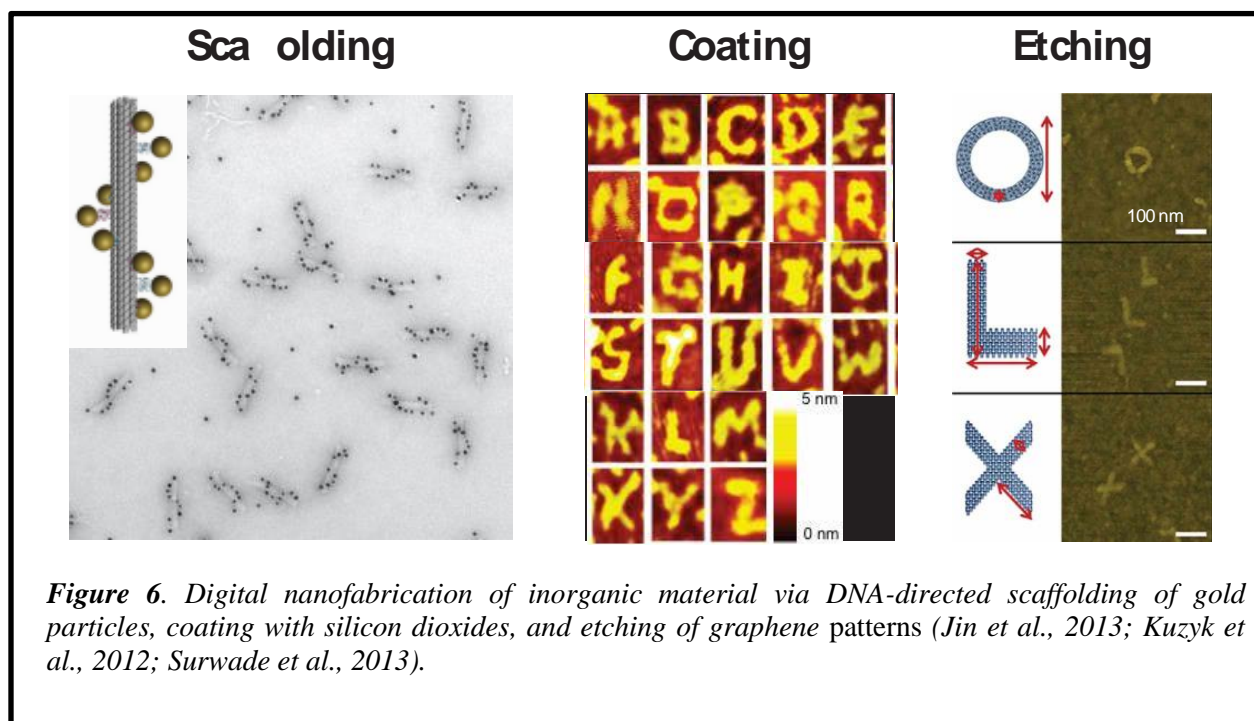 Sca olding
Coating
Etching
A B C D E
N O P Q R
F G H I J
S T U V W
K L M
X Y Z
5 nm
0 nm
100 nm
Figure 6. Digital nanofabrication of inorganic material via DNA-directed scaffolding of gold
particles, coating with silicon dioxides, and etching of graphene patterns (Jin et al., 2013; Kuzyk et
al., 2012; Surwade et al., 2013).